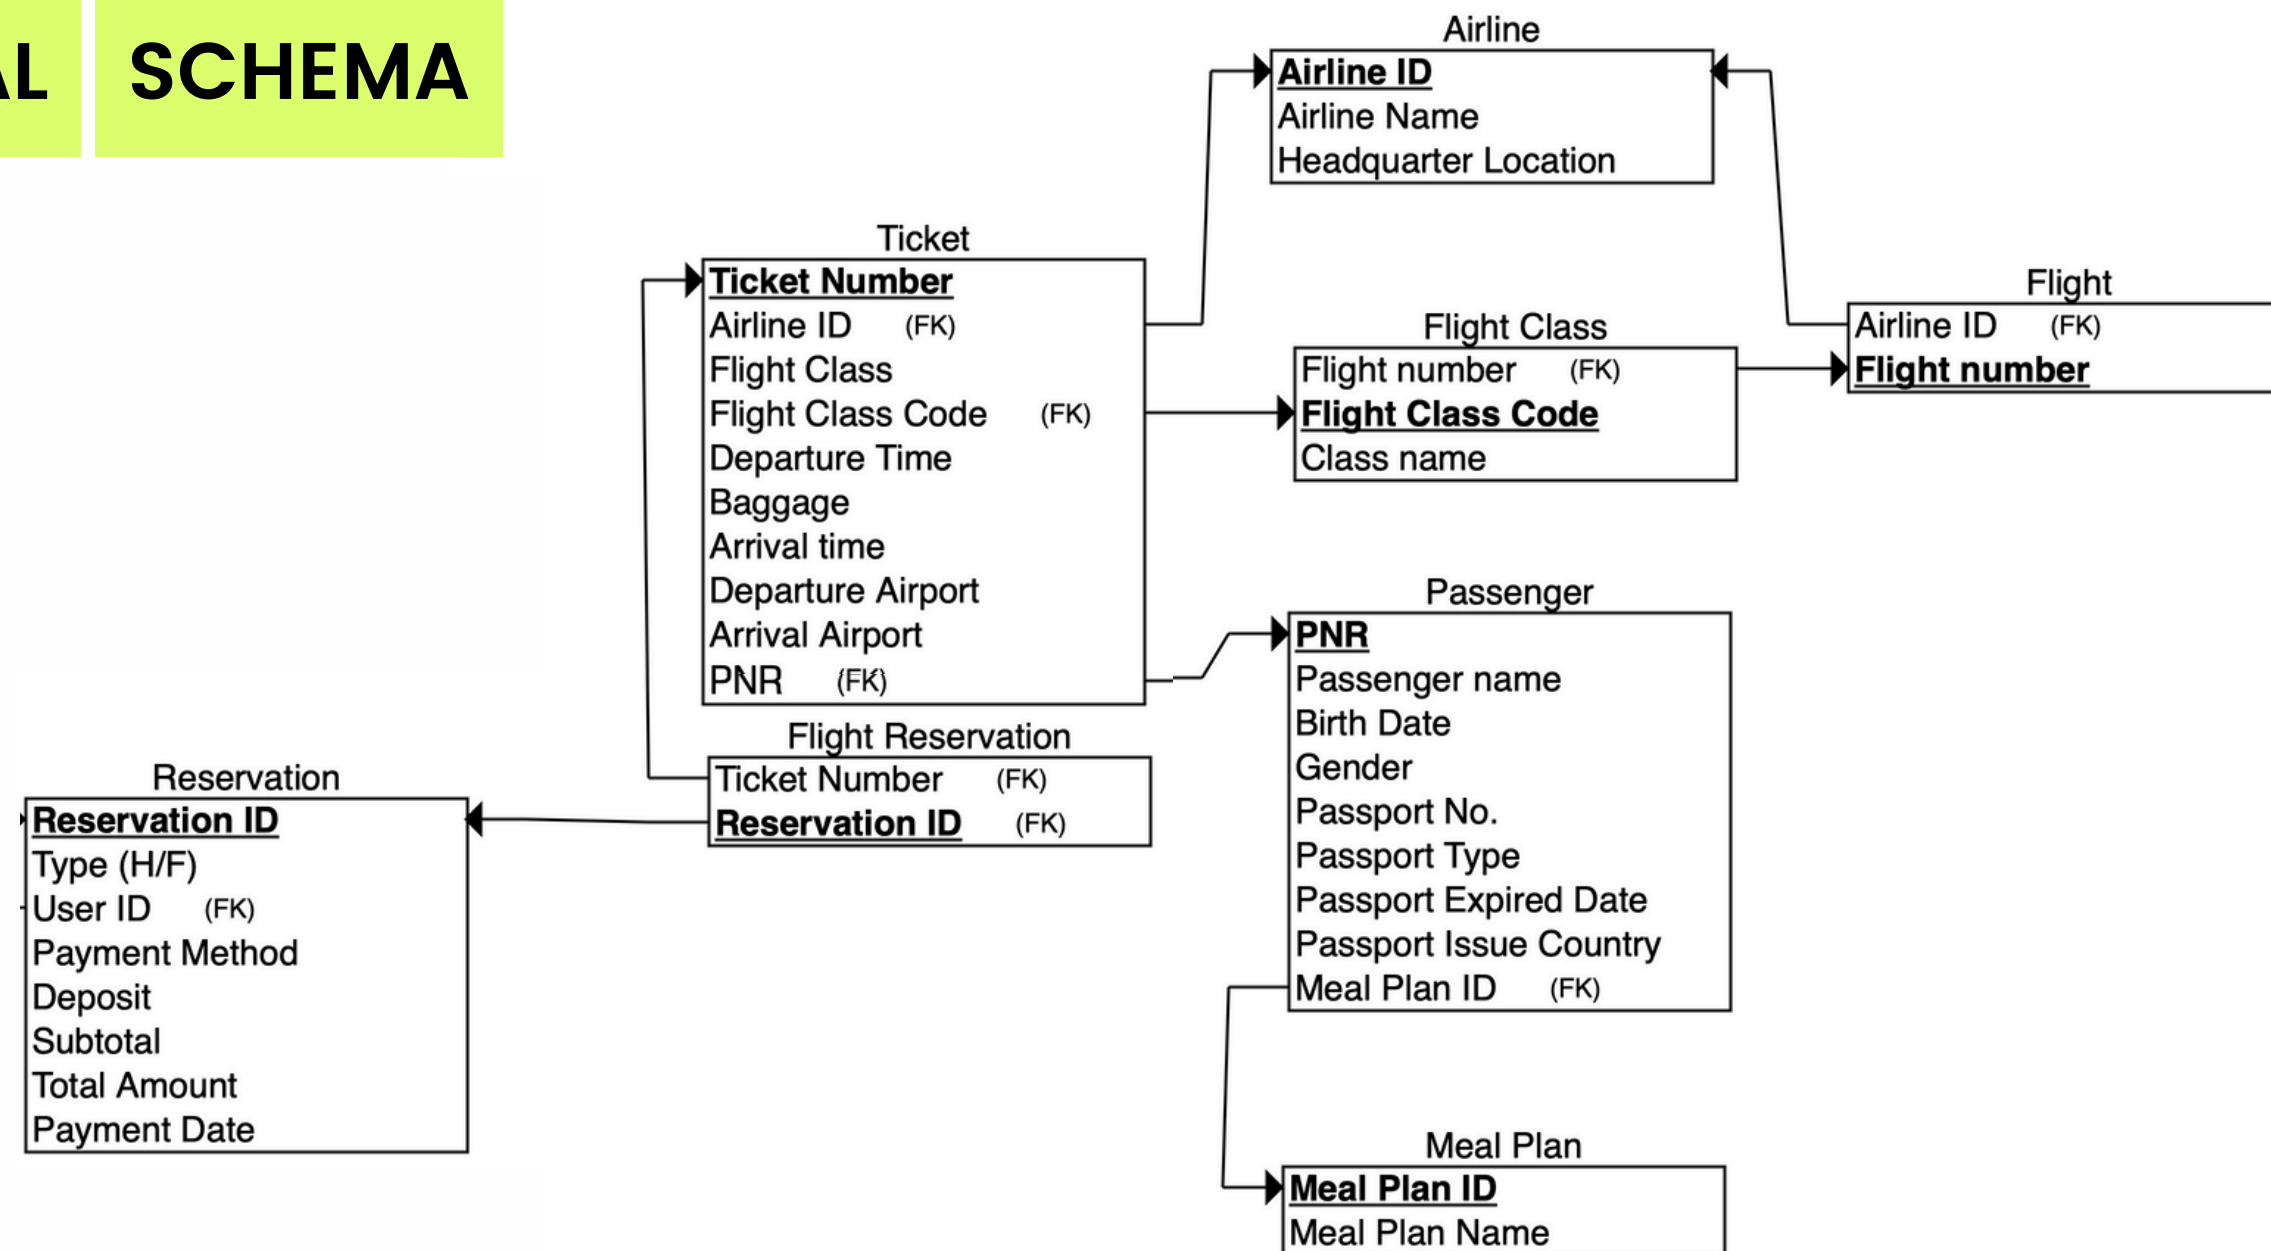 AL SCHEMA
Airline
Airline ID
Airline Name
Headquarter Location
Ticket
Ticket Number
Airline ID (FK)
Flight Class
Flight Class Code (FK)
Departure Time
Baggage
Arrival time
Departure Airport
Arrival Airport
PNR (FK)
Flight Class
Flight number (FK)
Flight Class Code
Class name
Flight
Airline ID (FK)
Flight number
Passenger
PNR
Passenger name
Birth Date
Gender
Passport No.
Passport Type
Passport Expired Date
Passport Issue Country
Meal Plan ID (FK)
Flight Reservation
Ticket Number (FK)
Reservation ID (FK)
Reservation
Reservation ID
Type (H/F)
User ID (FK)
Payment Method
Deposit
Subtotal
Total Amount
Payment Date
Meal Plan
Meal Plan ID
Meal Plan Name